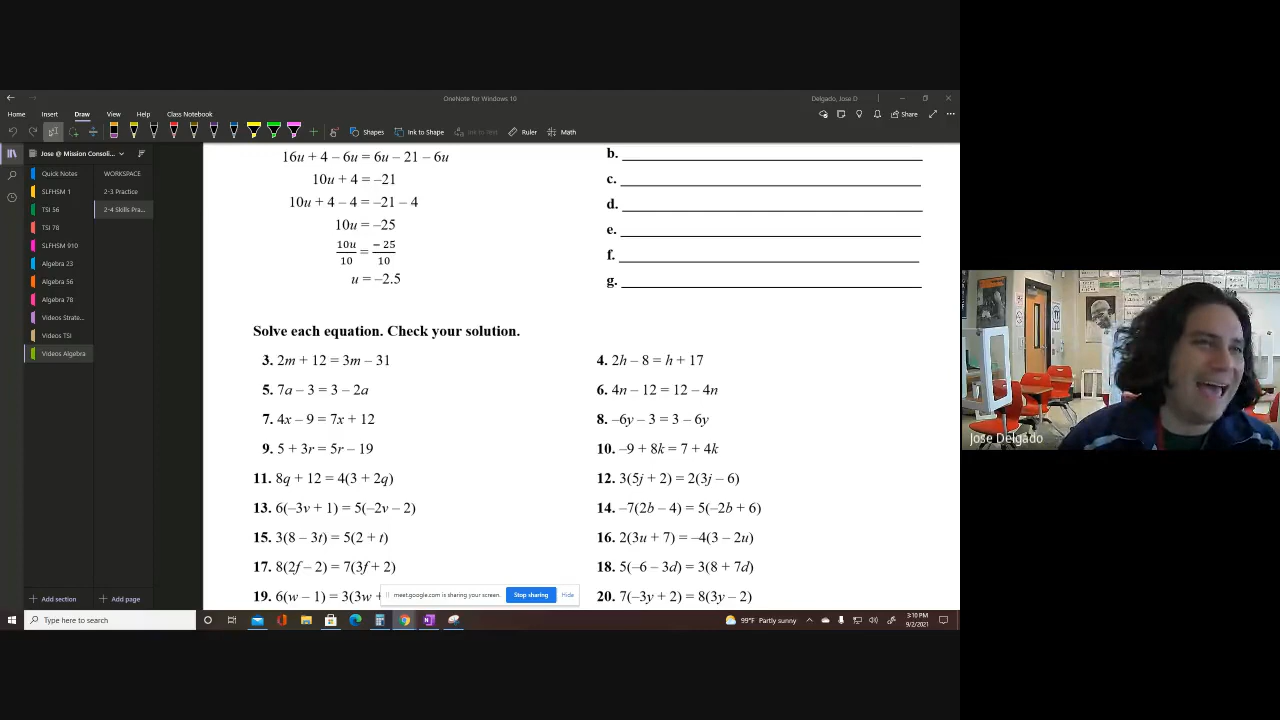 OneNote for Windows 10
Delgado, Jose D
Home Insert Draw View Help Class Notebook
Share
Shapes Ink to Shape Ink to Text Ruler Math
Jose @ Mission Consoli...
Quick Notes
SLFHSM 1
TSI 56
TSI 78
SLFHSM 910
Algebra 23
Algebra 56
Algebra 78
Videos Strate...
Videos TSI
Videos Algebra
WORKSPACE
2-3 Practice
2-4 Skills Pra...
16u + 4 – 6u = 6u – 21 – 6u
10u + 4 = –21
10u + 4 – 4 = –21 – 4
10u = –25
10u/10 = –25/10
u = –2.5
b. ____
c. ____
d. ____
e. ____
f. ____
g. ____
Solve each equation. Check your solution.
3. 2m + 12 = 3m – 31
4. 2h – 8 = h + 17
5. 7a – 3 = 3 – 2a
6. 4n – 12 = 12 – 4n
7. 4x – 9 = 7x + 12
8. –6y – 3 = 3 – 6y
9. 5 + 3r = 5r – 19
10. –9 + 8k = 7 + 4k
11. 8q + 12 = 4(3 + 2q)
12. 3(5j + 2) = 2(3j – 6)
13. 6(–3v + 1) = 5(–2v – 2)
14. –7(2b – 4) = 5(–2b + 6)
15. 3(8 – 3t) = 5(2 + t)
16. 2(3u + 7) = –4(3 – 2u)
17. 8(2f – 2) = 7(3f + 2)
18. 5(–6 – 3d) = 3(8 + 7d)
19. 6(w – 1) = 3(3w +
20. 7(–3y + 2) = 8(3y – 2)
meet.google.com is sharing your screen. Stop sharing Hide
Add section Add page
Type here to search
99°F Partly sunny
3:10 PM
9/2/2021
Jose Delgado